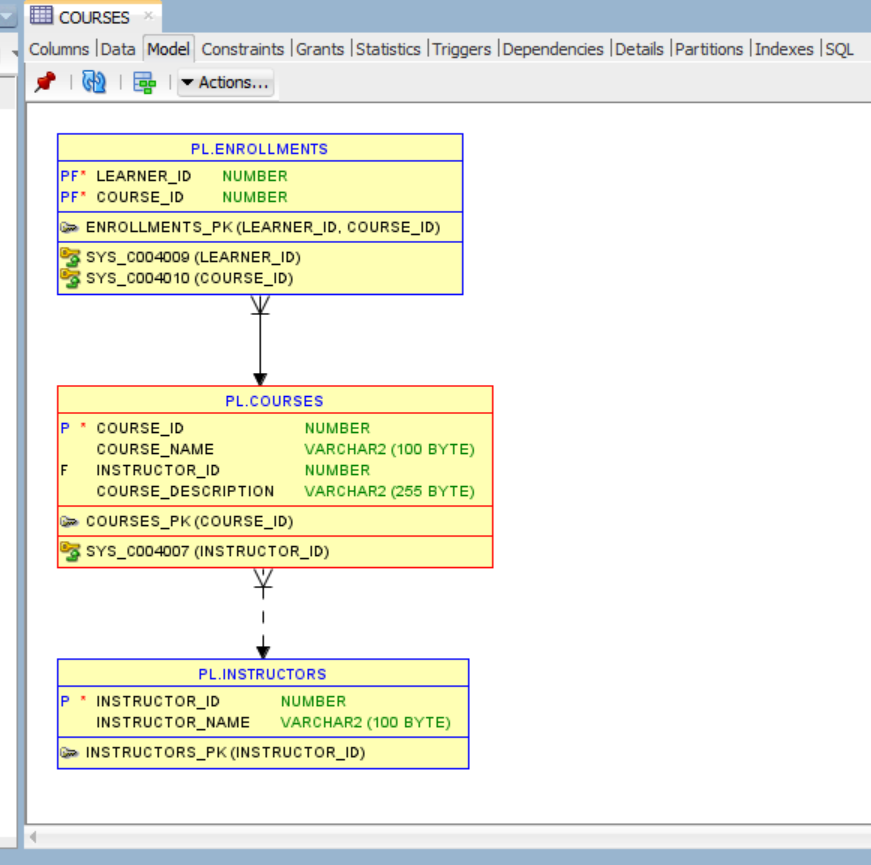 COURSES
Columns |Data |Model| Constraints |Grants |Statistics |Triggers |Dependencies |Details |Partitions |Indexes |SQL
Actions...
PL.ENROLLMENTS
PF* LEARNER_ID NUMBER
PF* COURSE_ID NUMBER
ENROLLMENTS_PK (LEARNER_ID, COURSE_ID)
SYS_C004009 (LEARNER_ID)
SYS_C004010 (COURSE_ID)
PL.COURSES
P * COURSE_ID NUMBER
COURSE_NAME VARCHAR2 (100 BYTE)
F INSTRUCTOR_ID NUMBER
COURSE_DESCRIPTION VARCHAR2 (255 BYTE)
COURSES_PK (COURSE_ID)
SYS_C004007 (INSTRUCTOR_ID)
PL.INSTRUCTORS
P * INSTRUCTOR_ID NUMBER
INSTRUCTOR_NAME VARCHAR2 (100 BYTE)
INSTRUCTORS_PK (INSTRUCTOR_ID)